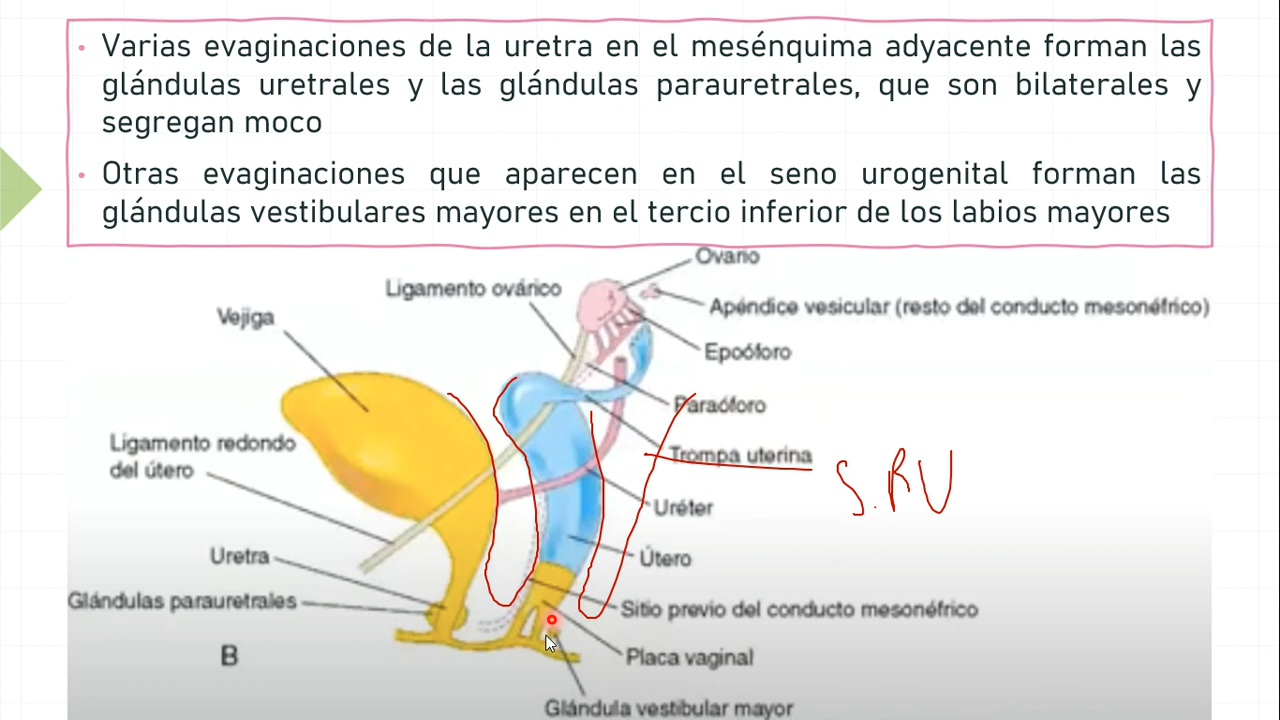 • Varias evaginaciones de la uretra en el mesénquima adyacente forman las
glándulas uretrales y las glándulas parauretrales, que son bilaterales y
segregan moco
• Otras evaginaciones que aparecen en el seno urogenital forman las
glándulas vestibulares mayores en el tercio inferior de los labios mayores
Ovario
Ligamento ovárico
Apéndice vesicular (resto del conducto mesonéfrico)
Vejiga
Epoóforo
Paraóforo
Ligamento redondo
del útero
Trompa uterina
S.RU
Uréter
Uretra
Útero
Glándulas parauretrales
Sitio previo del conducto mesonéfrico
B
Placa vaginal
Glándula vestibular mayor